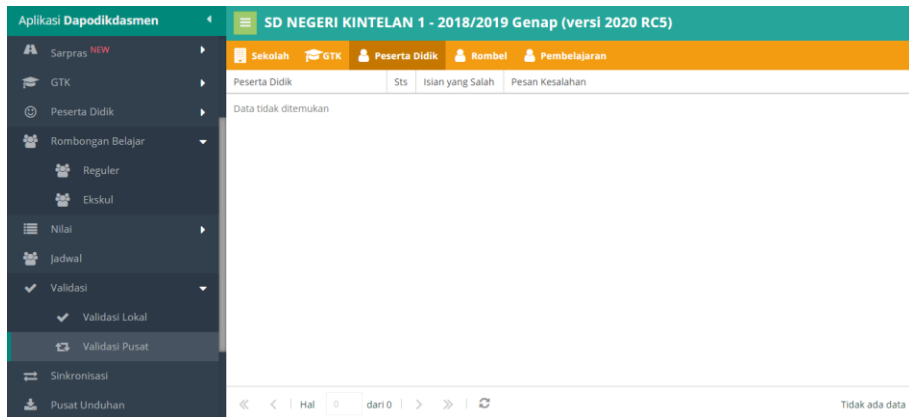 Aplikasi Dapodikdasmen
SD NEGERI KINTELAN 1 - 2018/2019 Genap (versi 2020 RC5)
Sarpras NEW
GTK
Peserta Didik
Rombongan Belajar
Reguler
Ekskul
Nilai
Jadwal
Validasi
Validasi Lokal
Validasi Pusat
Sinkronisasi
Pusat Unduhan
Sekolah GTK Peserta Didik Rombel Pembelajaran
Peserta Didik Sts Isian yang Salah Pesan Kesalahan
Data tidak ditemukan
Hal 0 dari 0 Tidak ada data